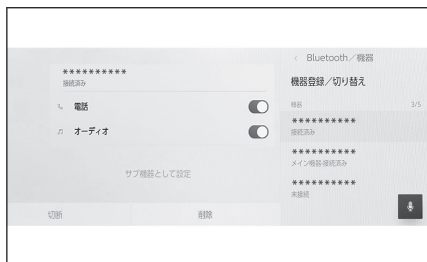 **********
接続済み
電話
オーディオ
サブ機器として設定
切断
削除
< Bluetooth／機器
機器登録／切り替え
機器 3/5
**********
接続済み
**********
メイン機器-接続済み
**********
未接続